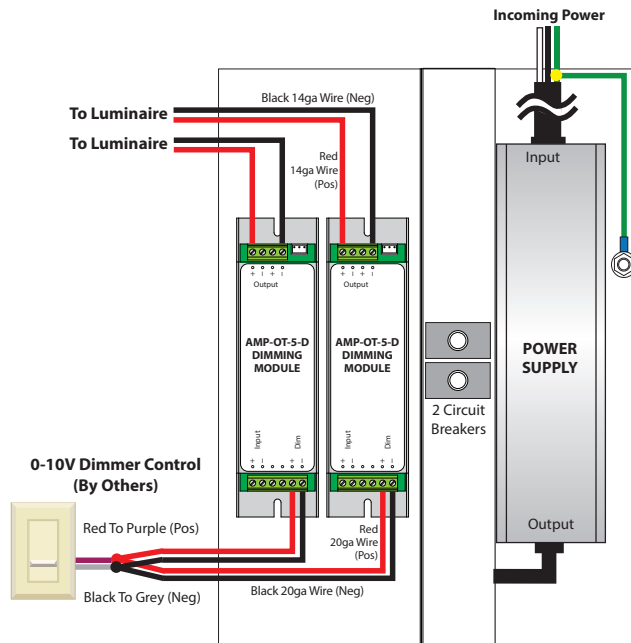 Incoming Power
Black 14ga Wire (Neg)
To Luminaire
To Luminaire
Red
14ga Wire
(Pos)
Input
+ – + –
Output
+ – + –
Output
AMP-OT-5-D
DIMMING
MODULE
AMP-OT-5-D
DIMMING
MODULE
POWER
SUPPLY
2 Circuit
Breakers
Input
Dim
+ – + –
Input
Dim
+ – + –
0-10V Dimmer Control
(By Others)
Red To Purple (Pos)
Red
20ga Wire
(Pos)
Output
Black To Grey (Neg)
Black 20ga Wire (Neg)